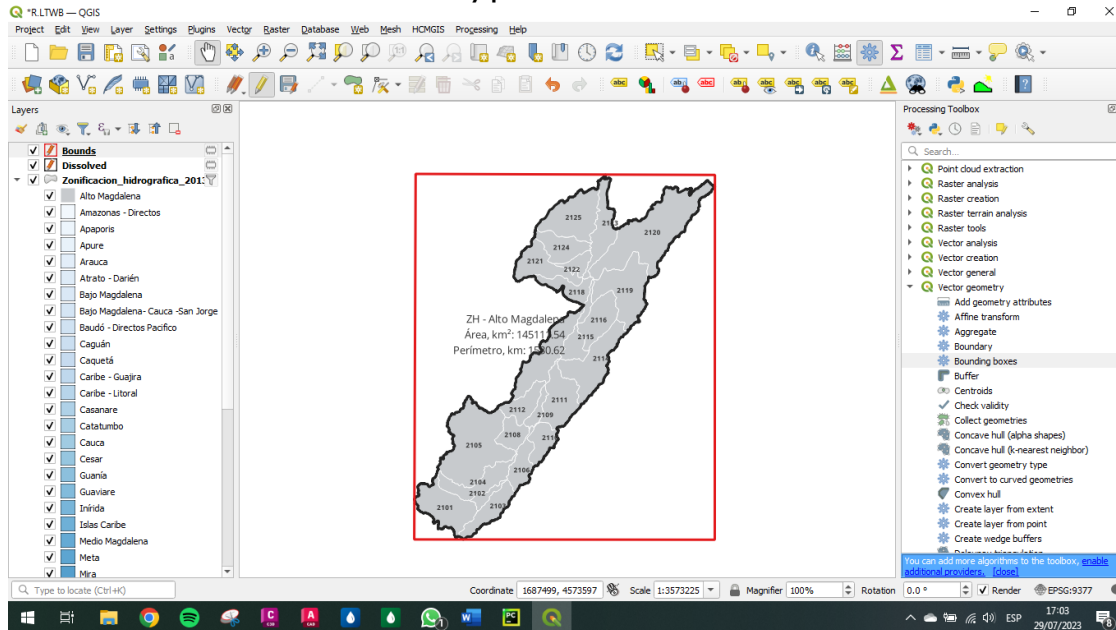 *R.LTWB — QGIS
Project Edit View Layer Settings Plugins Vector Raster Database Web Mesh HCMGIS Processing Help
Layers
Bounds
Dissolved
Zonificacion_hidrografica_201
Alto Magdalena
Amazonas - Directos
Apaporis
Apure
Arauca
Atrato - Darién
Bajo Magdalena
Bajo Magdalena- Cauca -San Jorge
Baudó - Directos Pacifico
Caguán
Caquetá
Caribe - Guajira
Caribe - Litoral
Casanare
Catatumbo
Cauca
Cesar
Guanía
Guaviare
Inírida
Islas Caribe
Medio Magdalena
Meta
Mira
2125
2120
2124
2121
2122
2118
2119
ZH - Alto Magdalena
2116
Área, km²:
2115
Perímetro, km:
2111
2112
2109
2108
2105
2106
2104
2102
2101
Processing Toolbox
Search...
Point cloud extraction
Raster analysis
Raster creation
Raster terrain analysis
Raster tools
Vector analysis
Vector creation
Vector general
Vector geometry
Add geometry attributes
Affine transform
Aggregate
Boundary
Bounding boxes
Buffer
Centroids
Check validity
Collect geometries
Concave hull (alpha shapes)
Concave hull (k-nearest neighbor)
Convert geometry type
Convert to curved geometries
Convex hull
Create layer from extent
Create layer from point
Create wedge buffers
Delaunay triangulation
You can add more algorithms to the toolbox, enable
additional providers. [close]
Type to locate (Ctrl+K)
Coordinate 1687499, 4573597 Scale 1:3573225 Magnifier 100% Rotation 0.0 ° Render EPSG:9377
ESP
17:03
29/07/2023